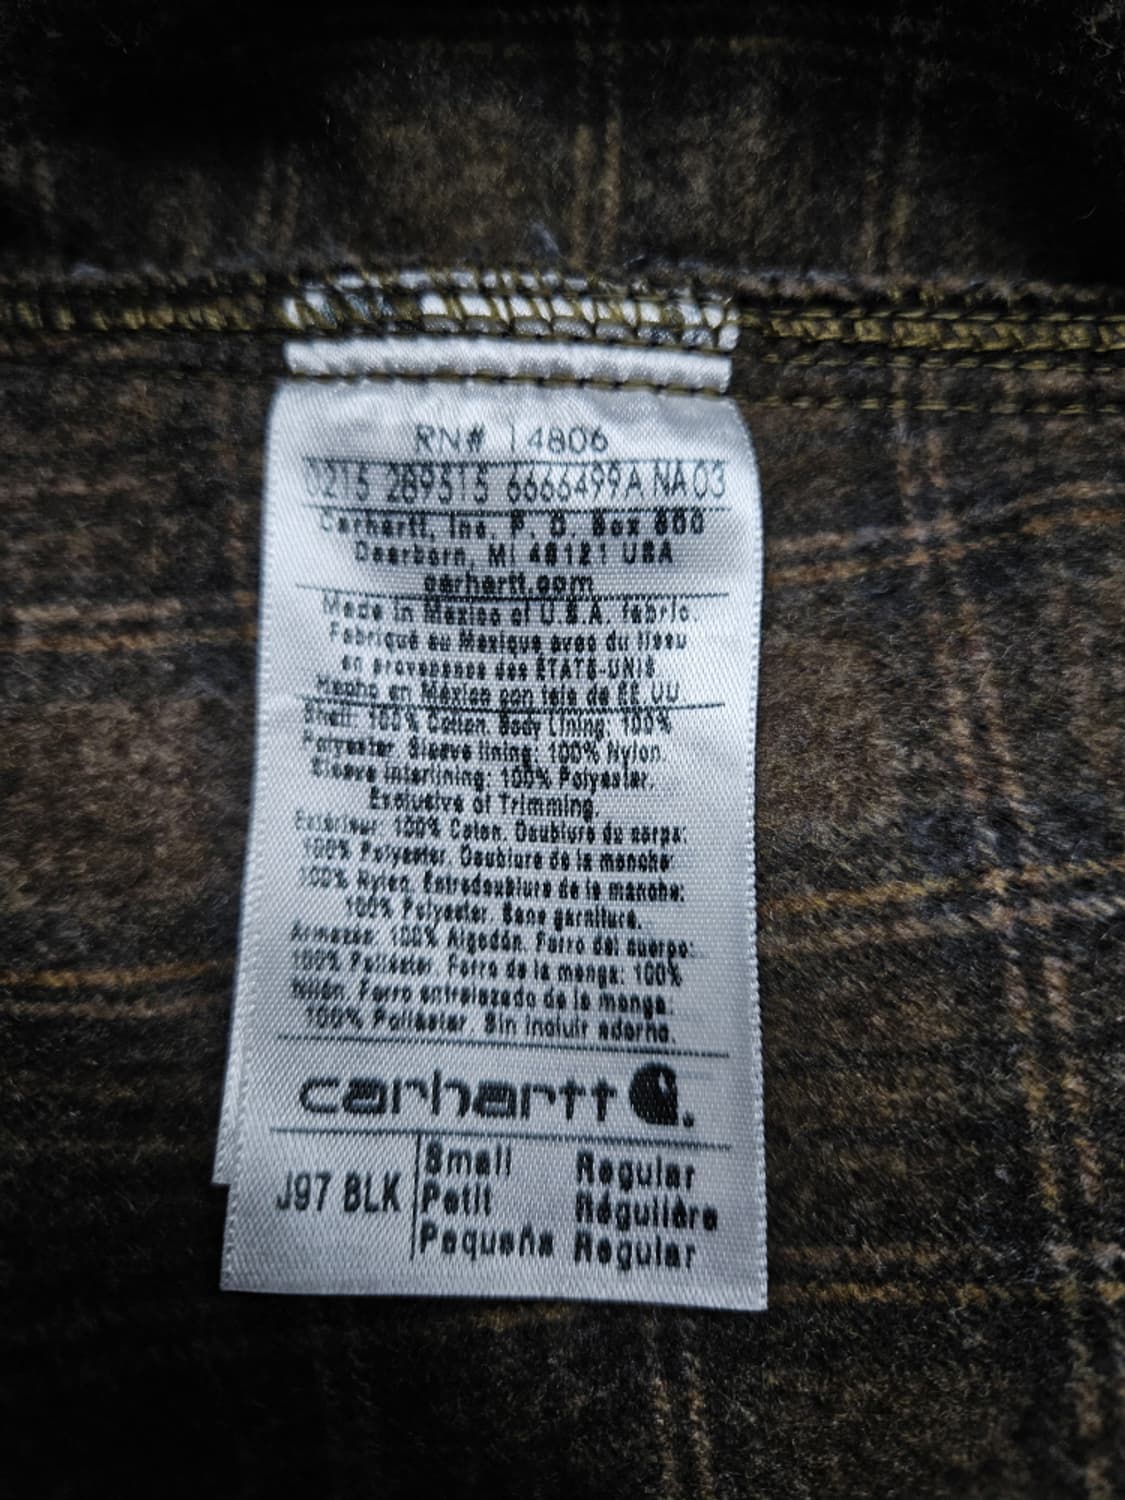 RN# 14806
0215 289515 6666499A NA03
Carhartt, Inc. P. O. Box 600
Dearborn, MI 48121 USA
carhartt.com
Made in Mexico of U.S.A. fabric.
Fabriqué au Mexique avec du tissu
en provenance des ÉTATS-UNIS
Hecho en México con tela de EE.UU
Shell: 100% Cotton. Body Lining: 100%
Polyester. Sleeve lining: 100% Nylon.
Sleeve interlining: 100% Polyester.
Exclusive of Trimming
Extérieur: 100% Coton. Doublure du corps:
100% Polyester. Doublure de la manche:
100% Nylon. Entredoublure de la manche:
100% Polyester. Sans garniture.
Armazón: 100% Algodón. Forro del cuerpo:
100% Poliéster. Forro de la manga: 100%
Nilón. Forro entrelazado de la manga:
100% Poliéster. Sin incluir adorno.
carhartt
J97 BLK
Small Regular
Petit Régulière
Pequeña Regular